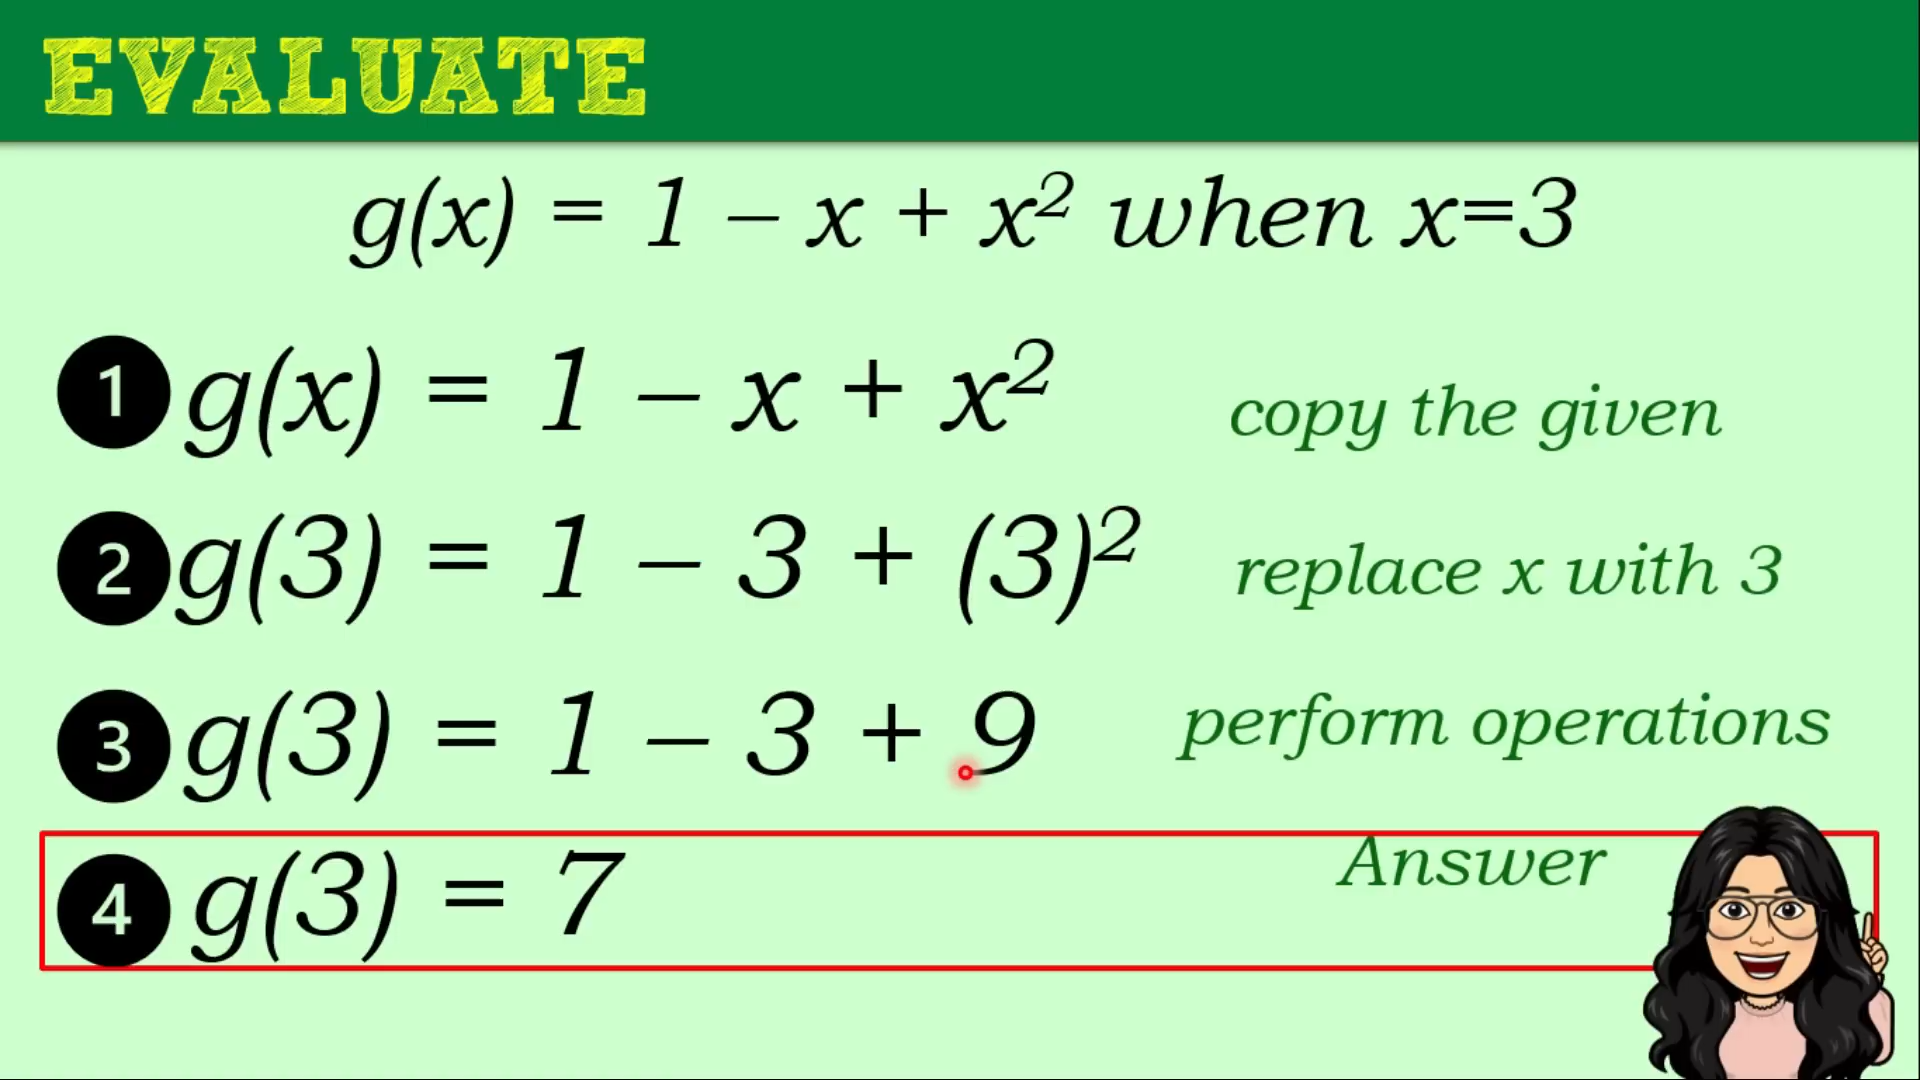 EVALUATE
g(x) = 1 – x + x² when x=3
1 g(x) = 1 – x + x² copy the given
2 g(3) = 1 – 3 + (3)² replace x with 3
3 g(3) = 1 – 3 + 9 perform operations
4 g(3) = 7 Answer